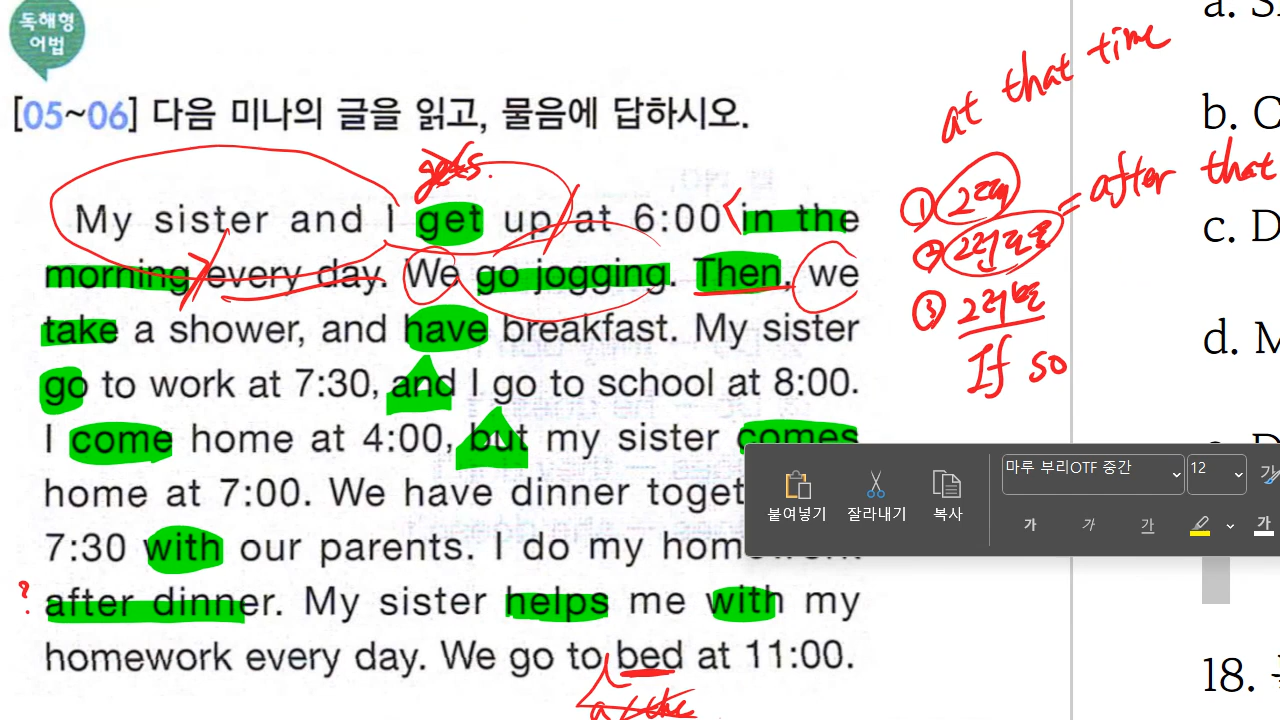 독해형
어법
[05~06] 다음 미나의 글을 읽고, 물음에 답하시오.
at that time
gets.
① 그때
② 그런 다음 = after that
③ 그러면
If so
My sister and I get up at 6:00 in the
morning every day. We go jogging. Then, we
take a shower, and have breakfast. My sister
go to work at 7:30, and I go to school at 8:00.
I come home at 4:00, but my sister comes
home at 7:00. We have dinner toget
7:30 with our parents. I do my hom
? after dinner. My sister helps me with my
homework every day. We go to bed at 11:00.
a / the
b. C
c. D
d. M
18.
마루 부리OTF 중간
12
붙여넣기 잘라내기 복사
가 가 가 가